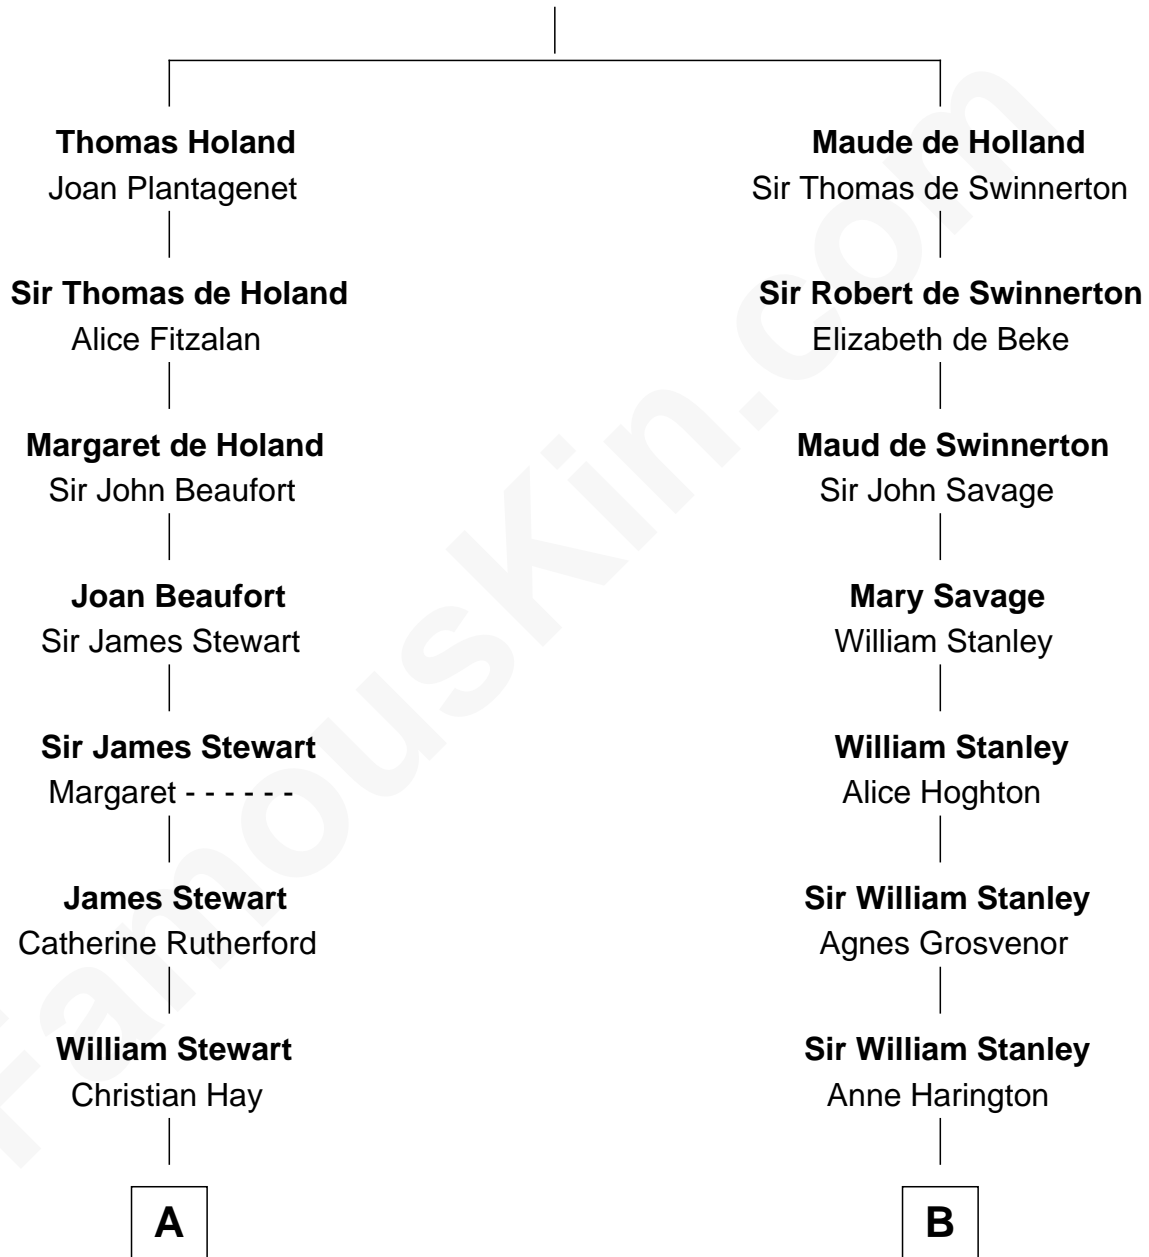 Thomas Holand
Joan Plantagenet
Sir Thomas de Holand
Alice Fitzalan
Margaret de Holand
Sir John Beaufort
Joan Beaufort
Sir James Stewart
Sir James Stewart
Margaret - - - - - -
James Stewart
Catherine Rutherford
William Stewart
Christian Hay
A
Maude de Holland
Sir Thomas de Swinnerton
Sir Robert de Swinnerton
Elizabeth de Beke
Maud de Swinnerton
Sir John Savage
Mary Savage
William Stanley
William Stanley
Alice Hoghton
Sir William Stanley
Agnes Grosvenor
Sir William Stanley
Anne Harington
B
FamousKin.com